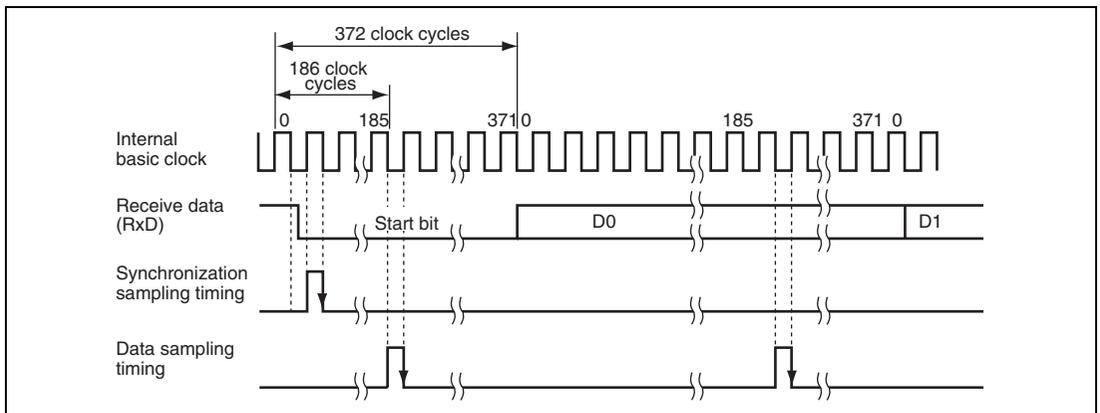 372 clock cycles
186 clock
cycles
0 185 371 0 185 371 0
Internal
basic clock
Receive data
(RxD)
Start bit D0 D1
Synchronization
sampling timing
Data sampling
timing